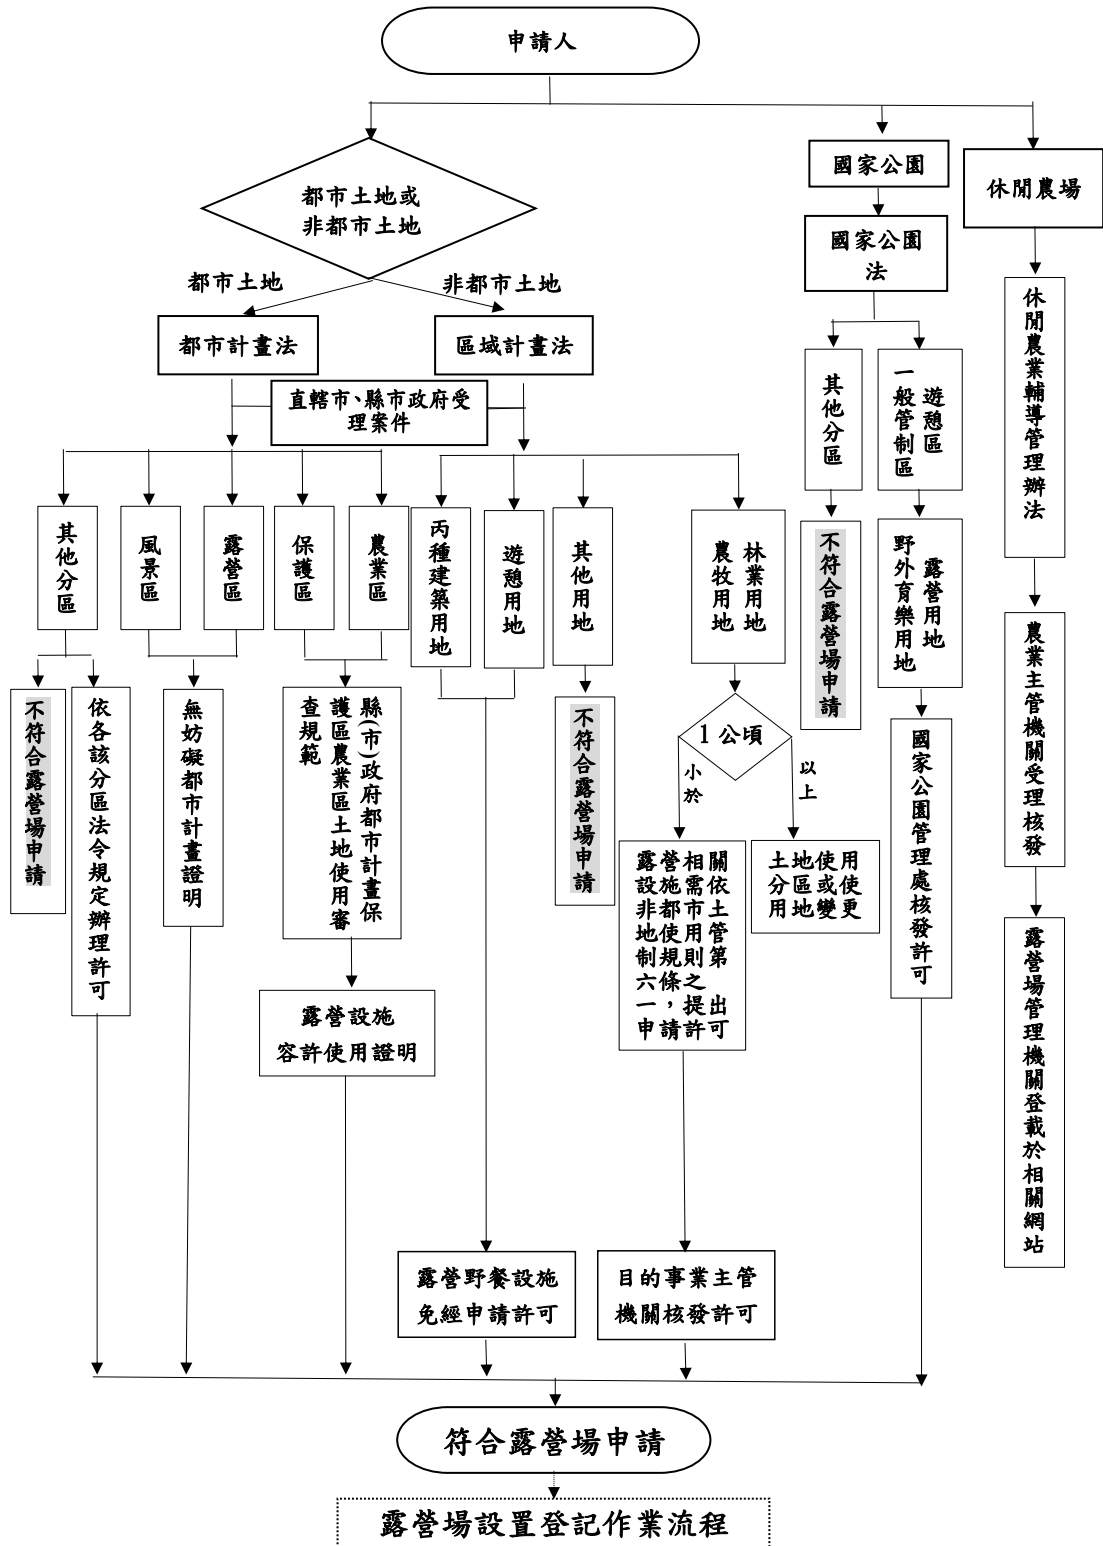 申請人
都市土地或
非都市土地
都市土地
非都市土地
都市計畫法
區域計畫法
直轄市、縣市政府受
理案件
國家公園
國家公園
法
休閒農場
其他分區
風景區
露營區
保護區
農業區
丙種建築用地
遊憩用地
其他用地
林業用地
農牧用地
其他分區
遊憩區
一般管制區
休閒農業輔導管理辦法
不符合露營場申請
依各該分區法令規定辦理許可
無妨礙都市計畫證明
縣(市)政府都市計畫保
護區農業區土地使用審
查規範
不符合露營場申請
1公頃
小於
以上
不符合露營場申請
露營用地
野外育樂用地
農業主管機關受理核發
露營設施
容許使用證明
露營相關
設施需依
非都市土
地使用管
制規則第
六條之
一,提出
申請許可
土地使用
分區或使
用地變更
國家公園管理處核發許可
露營場管理機關登載於相關網站
露營野餐設施
免經申請許可
目的事業主管
機關核發許可
符合露營場申請
露營場設置登記作業流程